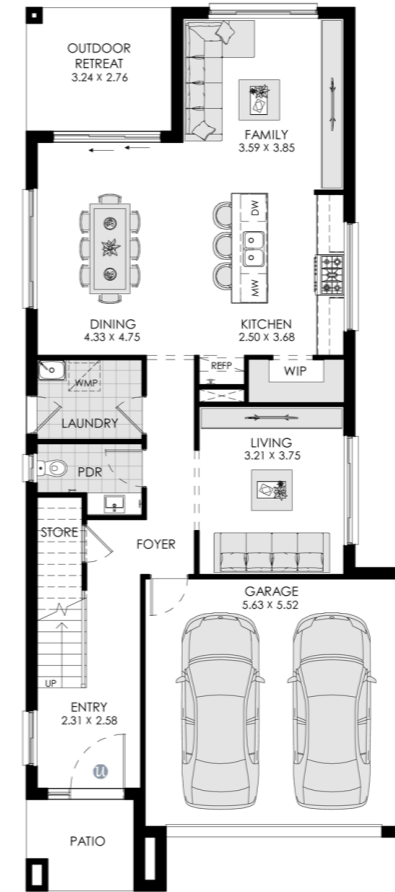 OUTDOOR
RETREAT
3.24 X 2.76
FAMILY
3.59 X 3.85
DW
MW
DINING
4.33 X 4.75
KITCHEN
2.50 X 3.68
REFP
WIP
WMP
LAUNDRY
LIVING
3.21 X 3.75
PDR
STORE
FOYER
GARAGE
5.63 X 5.52
UP
ENTRY
2.31 X 2.58
u
PATIO